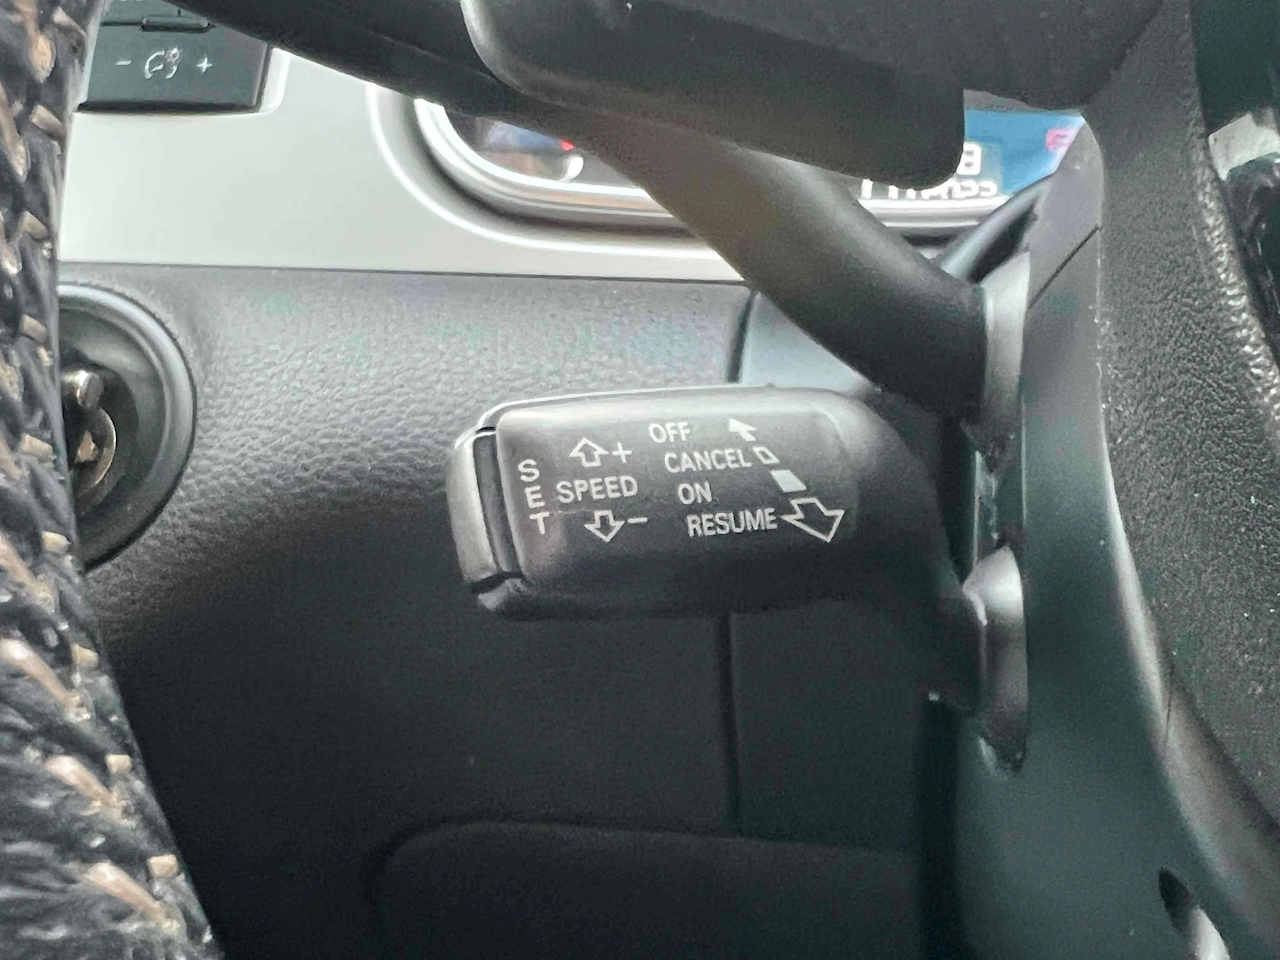 - +
OFF
+
CANCEL
S
E
T
SPEED
ON
-
RESUME